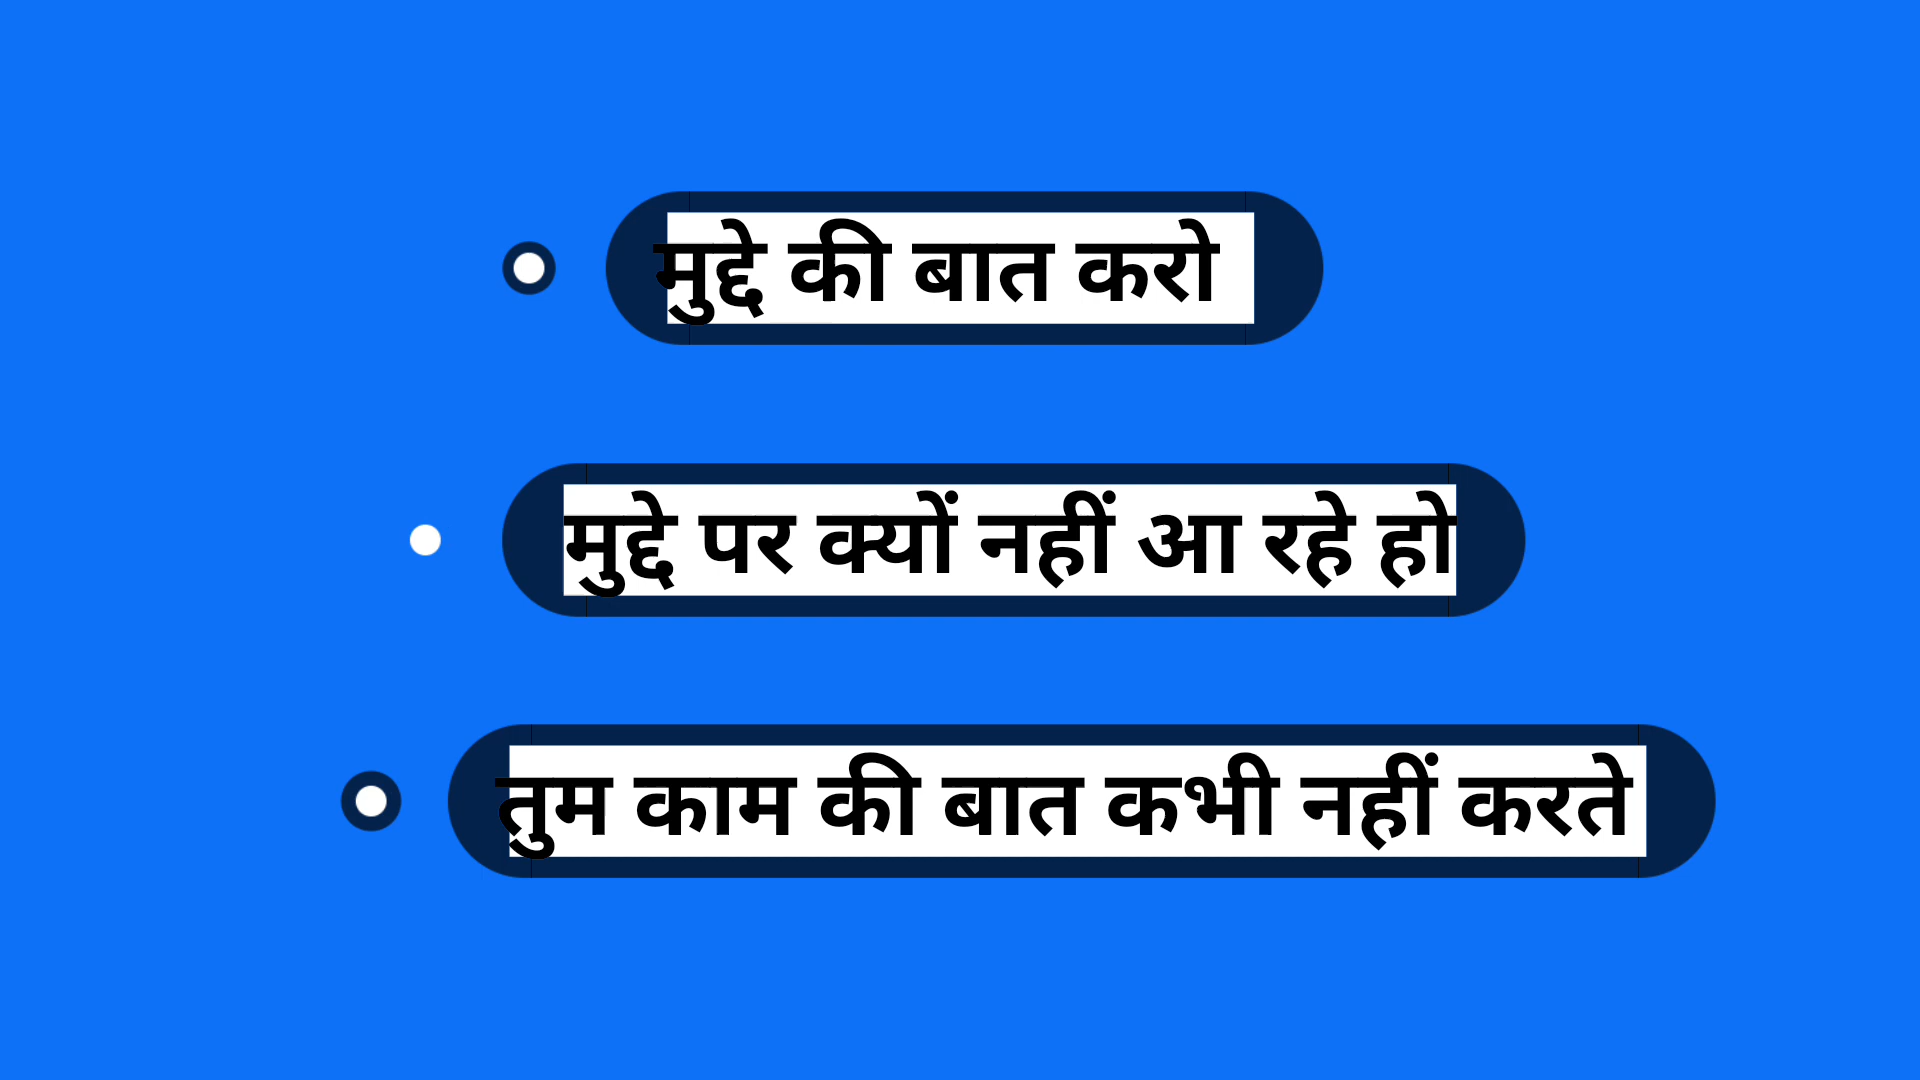 मुद्दे की बात करो
मुद्दे पर क्यों नहीं आ रहे हो
तुम काम की बात कभी नहीं करते